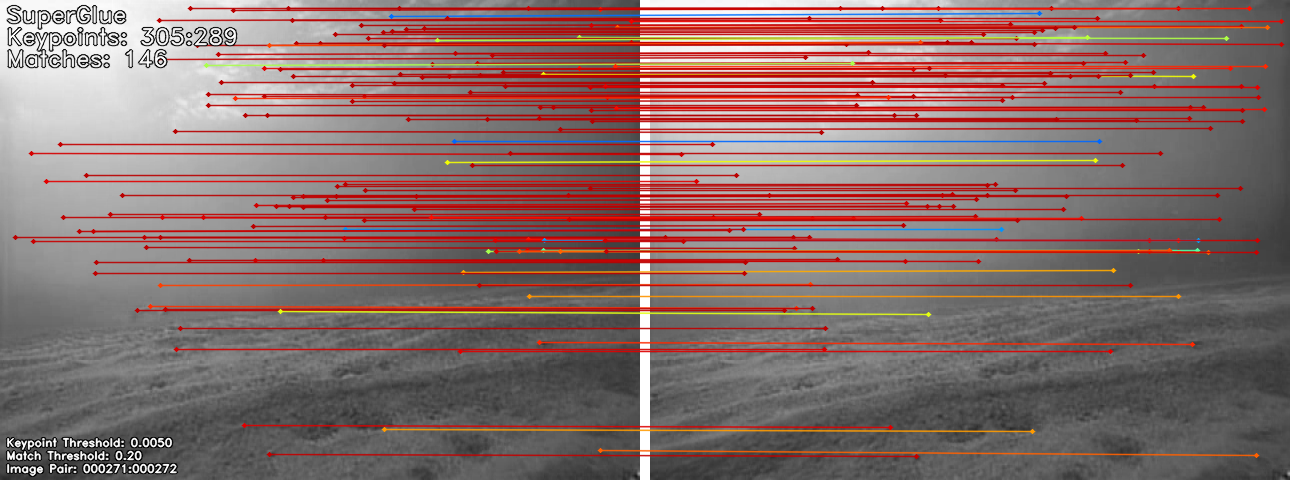 SuperGlue
Keypoints: 305:289
Matches: 146
Keypoint Threshold: 0.0050
Match Threshold: 0.20
Image Pair: 000271:000272